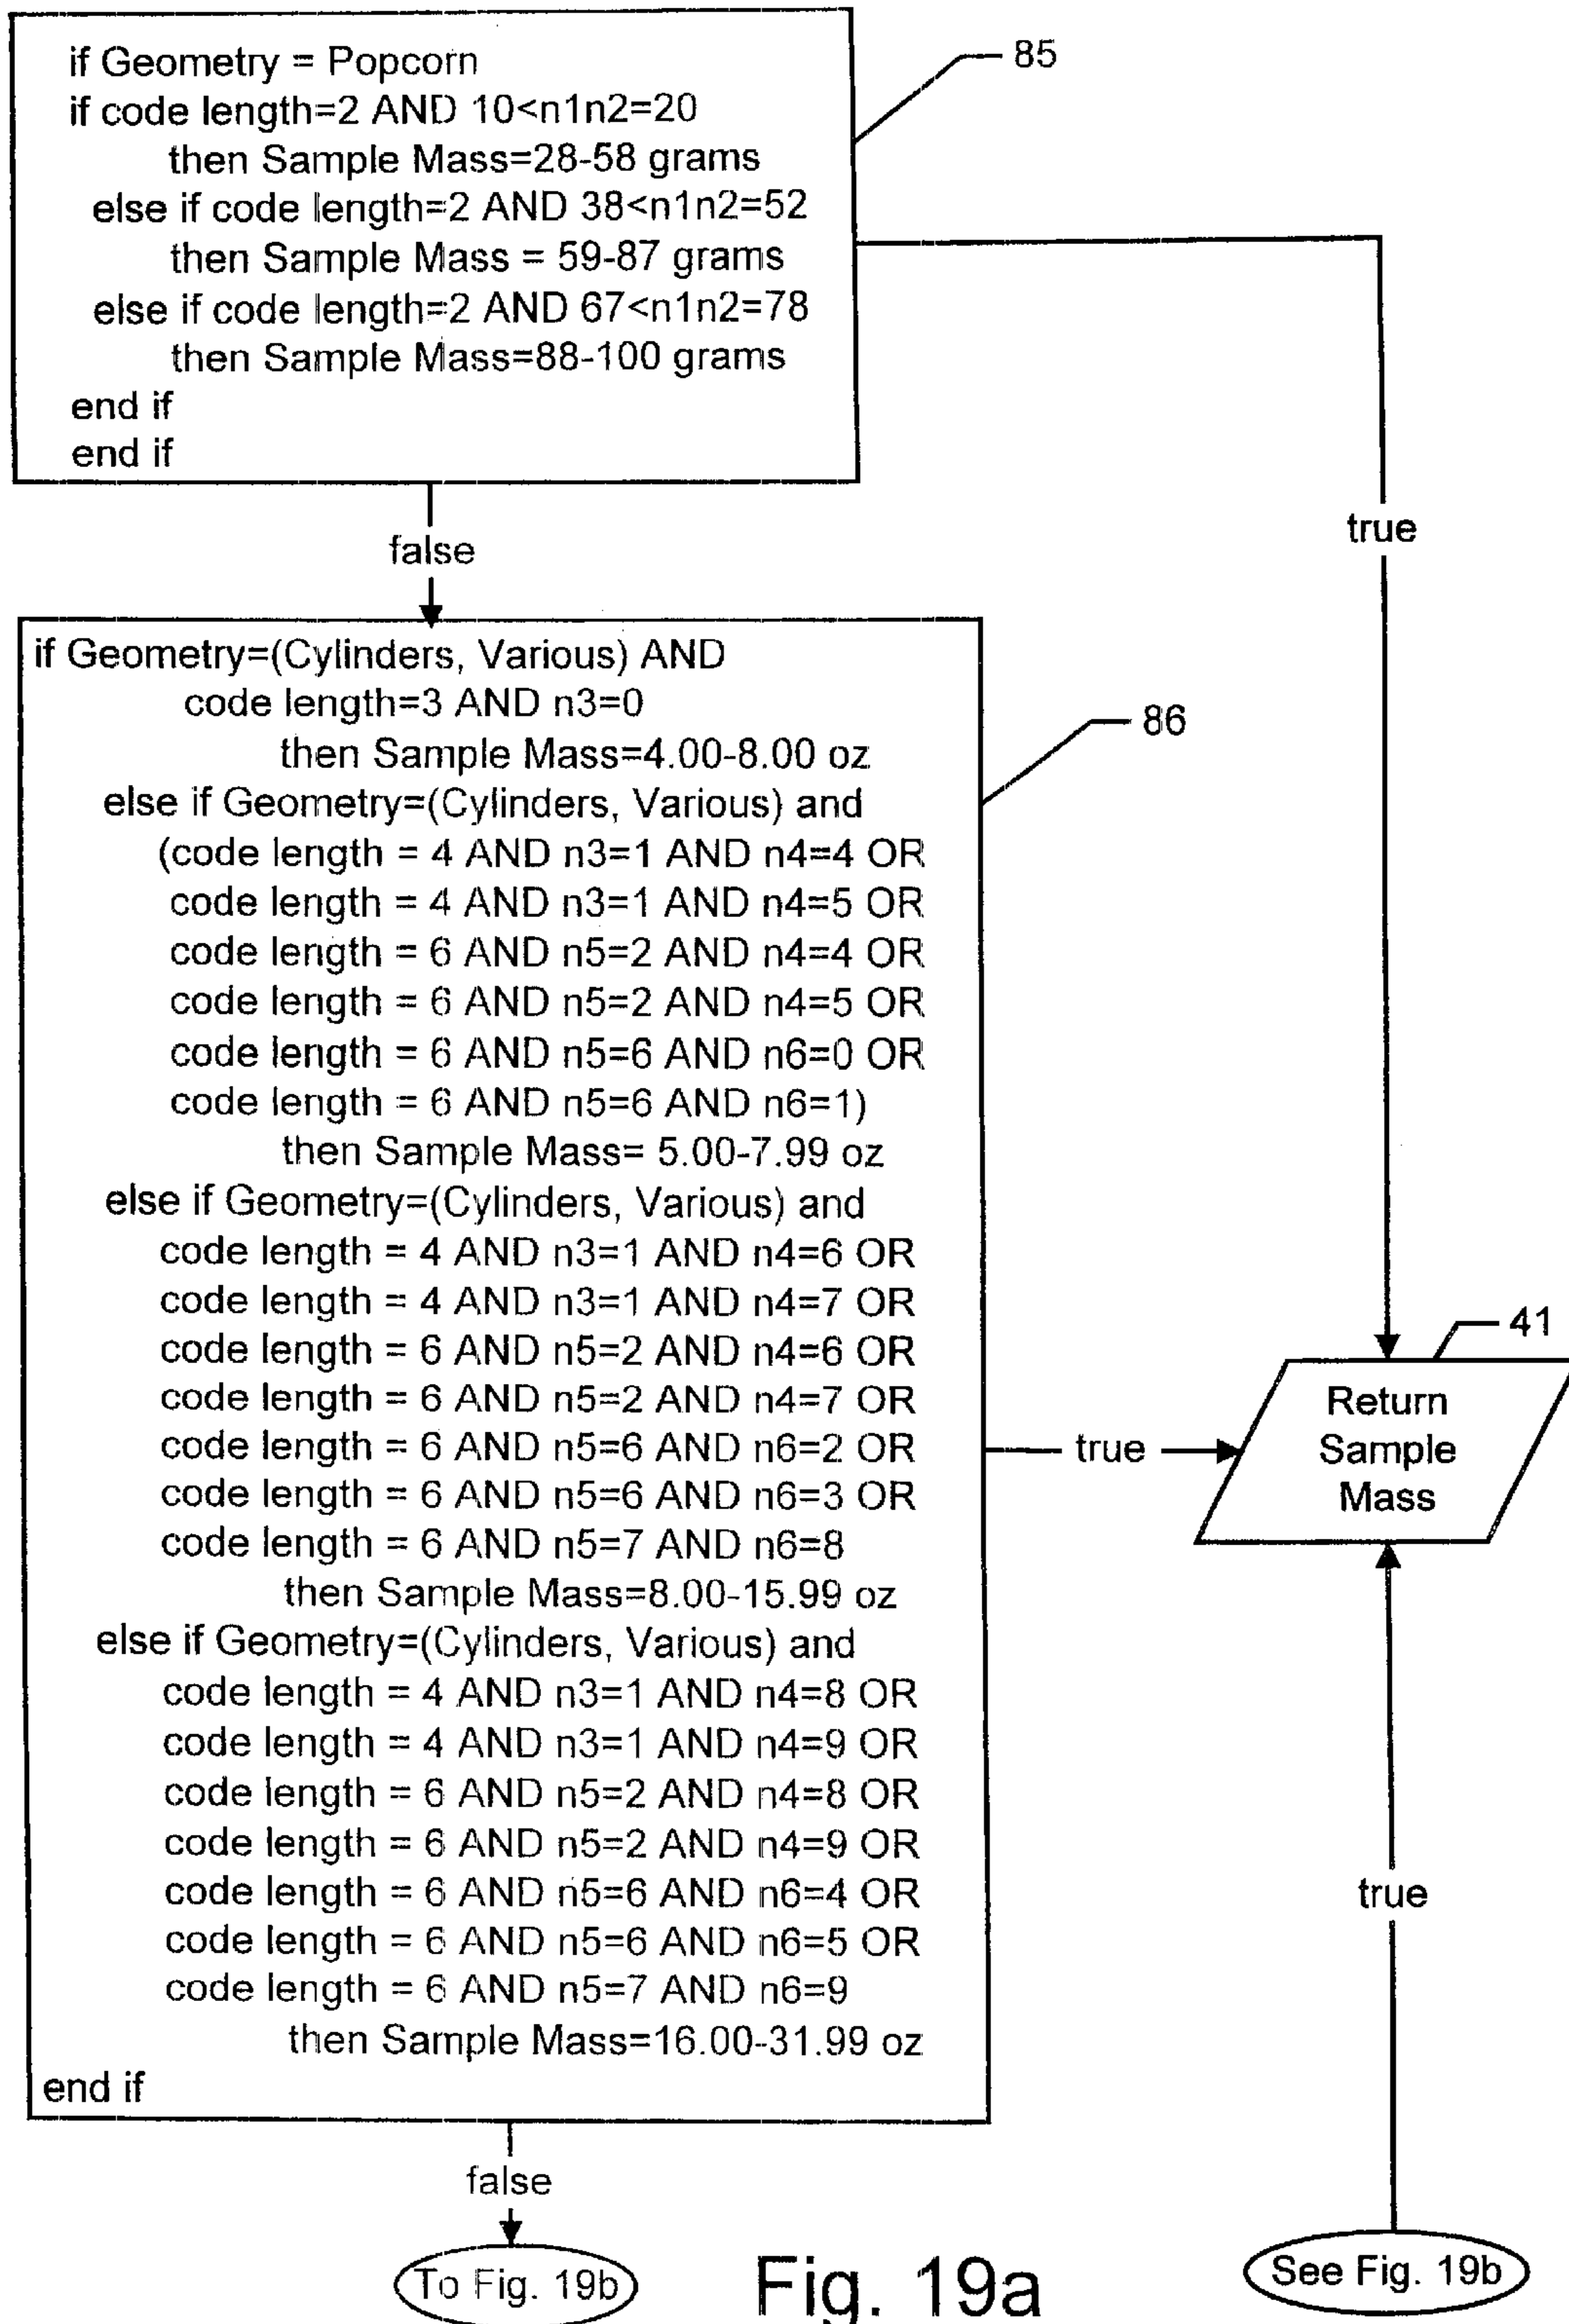 if Geometry = Popcorn
if code length=2 AND 10<n1n2=20
then Sample Mass=28-58 grams
else if code length=2 AND 38<n1n2=52
then Sample Mass = 59-87 grams
else if code length=2 AND 67<n1n2=78
then Sample Mass=88-100 grams
end if
end if
85
true
false
if Geometry=(Cylinders, Various) AND
code length=3 AND n3=0
then Sample Mass=4.00-8.00 oz
else if Geometry=(Cylinders, Various) and
(code length = 4 AND n3=1 AND n4=4 OR
code length = 4 AND n3=1 AND n4=5 OR
code length = 6 AND n5=2 AND n4=4 OR
code length = 6 AND n5=2 AND n4=5 OR
code length = 6 AND n5=6 AND n6=0 OR
code length = 6 AND n5=6 AND n6=1)
then Sample Mass= 5.00-7.99 oz
else if Geometry=(Cylinders, Various) and
code length = 4 AND n3=1 AND n4=6 OR
code length = 4 AND n3=1 AND n4=7 OR
code length = 6 AND n5=2 AND n4=6 OR
code length = 6 AND n5=2 AND n4=7 OR
code length = 6 AND n5=6 AND n6=2 OR
code length = 6 AND n5=6 AND n6=3 OR
code length = 6 AND n5=7 AND n6=8
then Sample Mass=8.00-15.99 oz
else if Geometry=(Cylinders, Various) and
code length = 4 AND n3=1 AND n4=8 OR
code length = 4 AND n3=1 AND n4=9 OR
code length = 6 AND n5=2 AND n4=8 OR
code length = 6 AND n5=2 AND n4=9 OR
code length = 6 AND n5=6 AND n6=4 OR
code length = 6 AND n5=6 AND n6=5 OR
code length = 6 AND n5=7 AND n6=9
then Sample Mass=16.00-31.99 oz
end if
86
true
41
Return
Sample
Mass
true
false
To Fig. 19b
Fig. 19a
See Fig. 19b